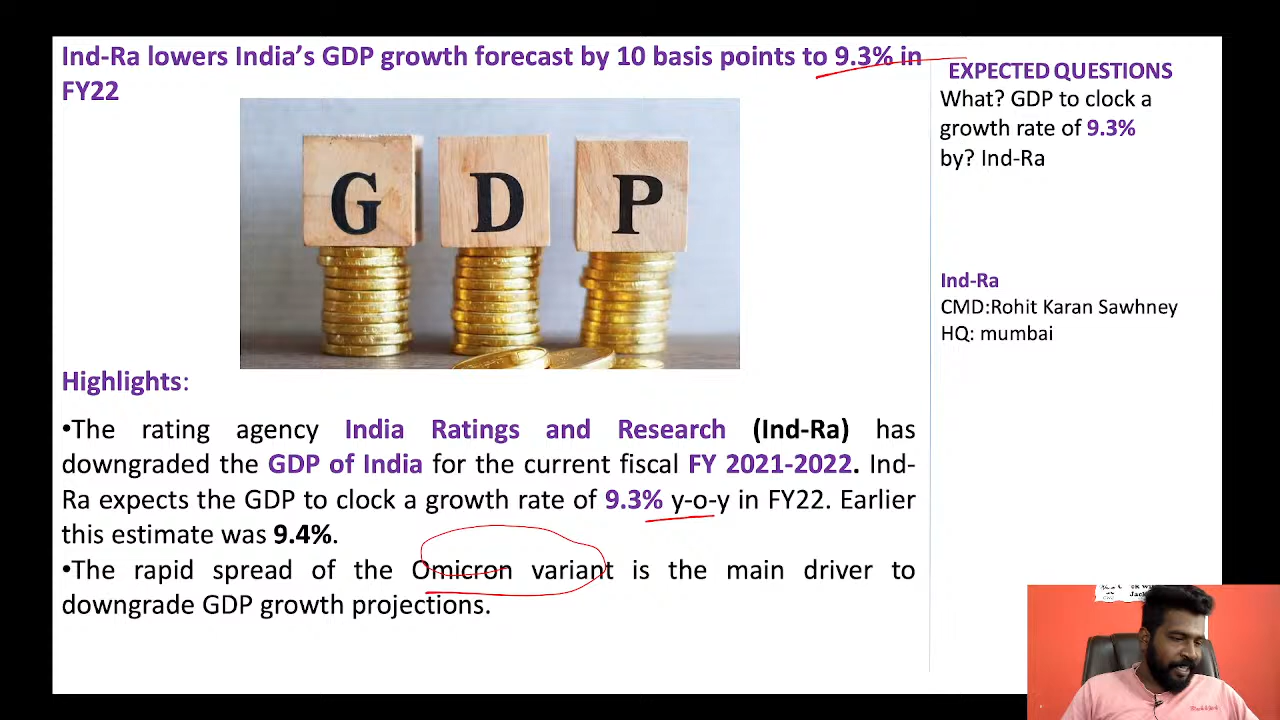 Ind-Ra lowers India’s GDP growth forecast by 10 basis points to 9.3% in
FY22
G D P
Highlights:
•The rating agency India Ratings and Research (Ind-Ra) has
downgraded the GDP of India for the current fiscal FY 2021-2022. Ind-
Ra expects the GDP to clock a growth rate of 9.3% y-o-y in FY22. Earlier
this estimate was 9.4%.
•The rapid spread of the Omicron variant is the main driver to
downgrade GDP growth projections.
EXPECTED QUESTIONS
What? GDP to clock a
growth rate of 9.3%
by? Ind-Ra
Ind-Ra
CMD:Rohit Karan Sawhney
HQ: mumbai